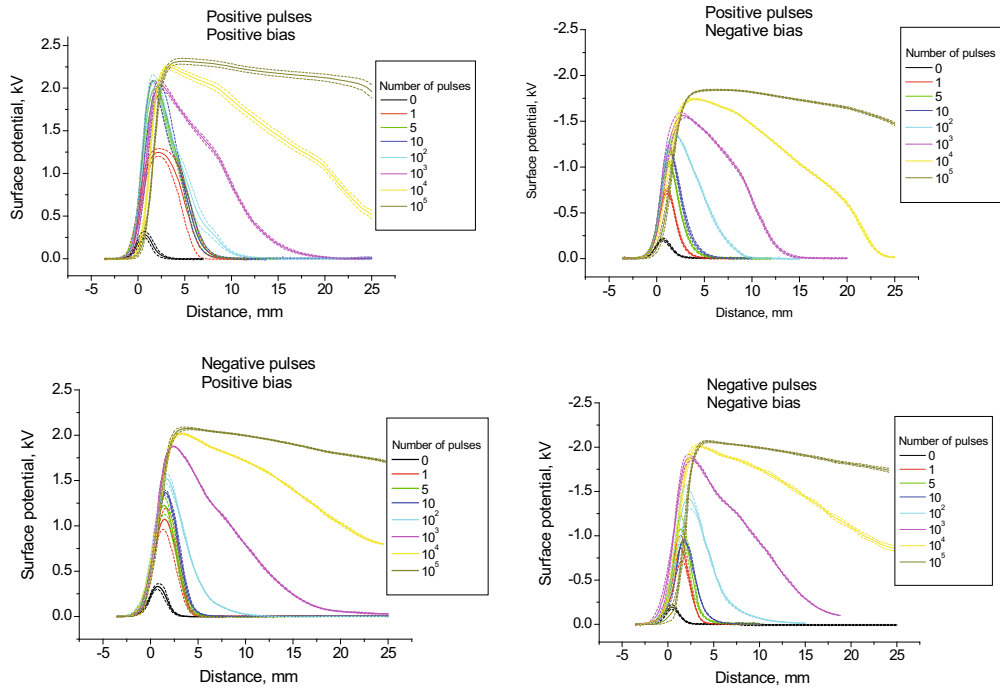 Positive pulses
Positive bias
Surface potential, kV
2.5
2.0
1.5
1.0
0.5
0.0
-5 0 5 10 15 20 25
Distance, mm
Number of pulses
0
1
5
10
10²
10³
10⁴
10⁵
Positive pulses
Negative bias
Surface potential, kV
-2.5
-2.0
-1.5
-1.0
-0.5
0.0
-5 0 5 10 15 20 25
Distance, mm
Number of pulses
0
1
5
10
10²
10³
10⁴
10⁵
Negative pulses
Positive bias
Surface potential, kV
2.5
2.0
1.5
1.0
0.5
0.0
-5 0 5 10 15 20 25
Distance, mm
Number of pulses
0
1
5
10
10²
10³
10⁴
10⁵
Negative pulses
Negative bias
Surface potential, kV
-2.5
-2.0
-1.5
-1.0
-0.5
0.0
-5 0 5 10 15 20 25
Distance, mm
Number of pulses
0
1
5
10
10²
10³
10⁴
10⁵